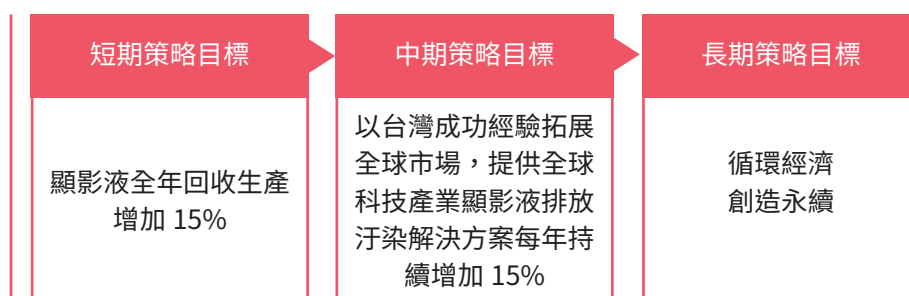 短期策略目標
中期策略目標
長期策略目標
顯影液全年回收生產
增加 15%
以台灣成功經驗拓展
全球市場，提供全球
科技產業顯影液排放
汙染解決方案每年持
續增加 15%
循環經濟
創造永續